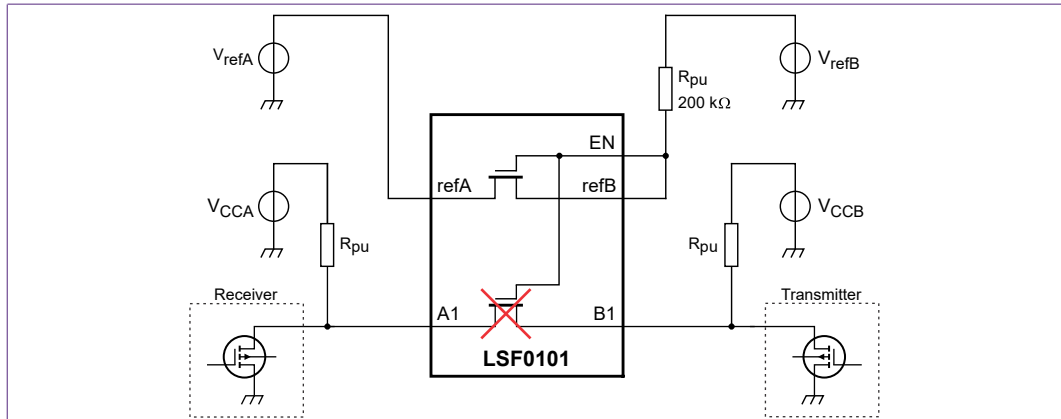 VrefA
VrefB
Rpu
200 kΩ
EN
refA
refB
VCCA
VCCB
Rpu
Rpu
Receiver
Transmitter
A1
B1
LSF0101